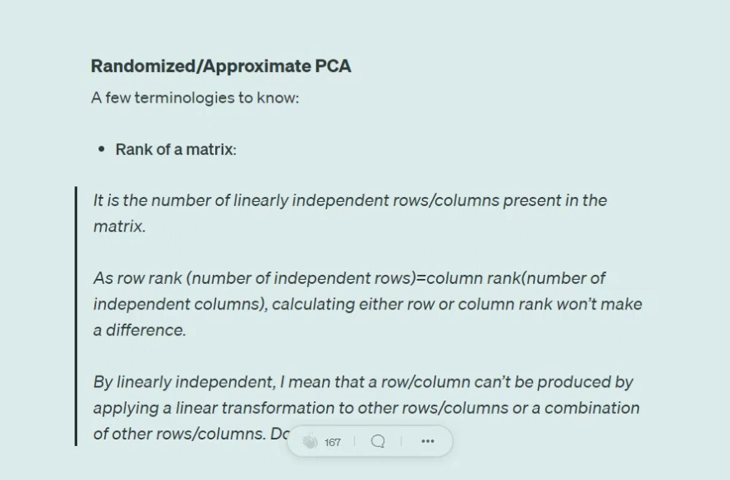 Randomized/Approximate PCA
A few terminologies to know:
• Rank of a matrix:
It is the number of linearly independent rows/columns present in the
matrix.
As row rank (number of independent rows)=column rank(number of
independent columns), calculating either row or column rank won’t make
a difference.
By linearly independent, I mean that a row/column can’t be produced by
applying a linear transformation to other rows/columns or a combination
of other rows/columns.
167